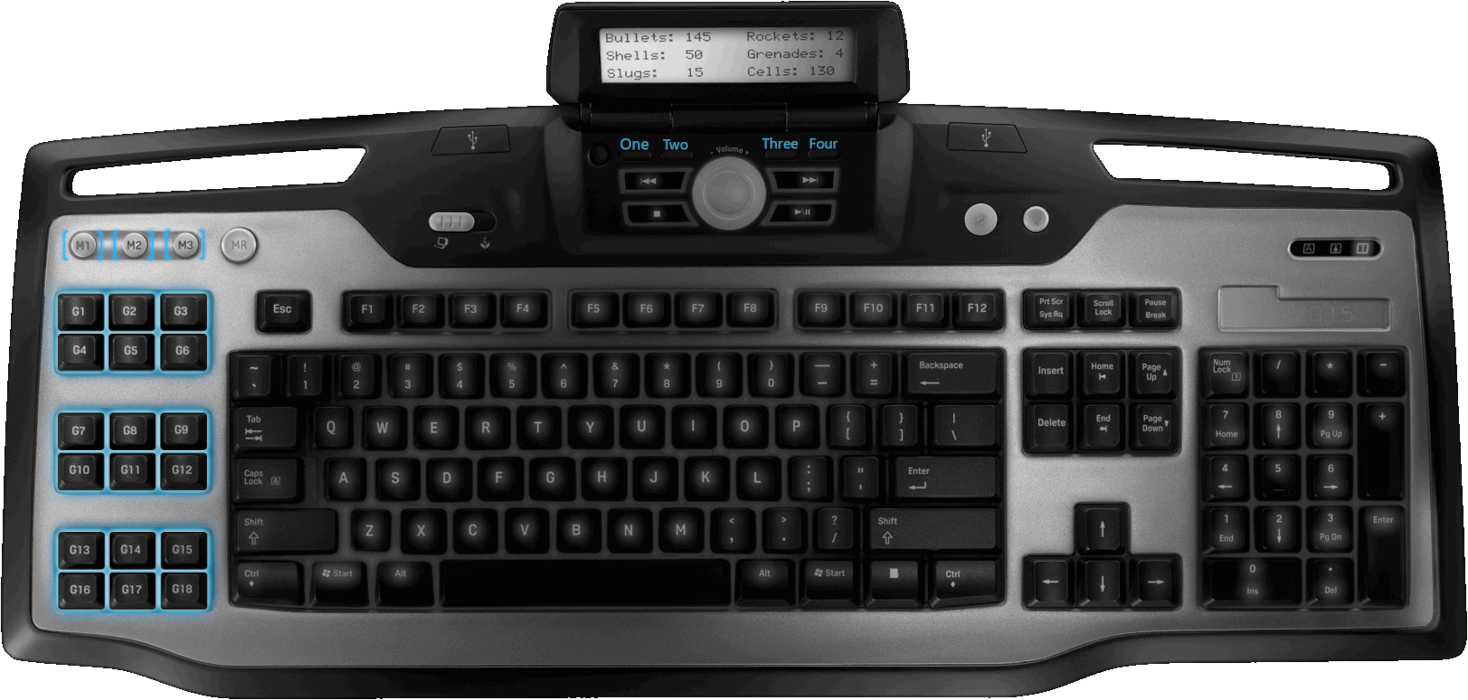 Bullets: 145 Rockets: 12
Shells: 50 Grenades: 4
Slugs: 15 Cells: 130
One Two Three Four
- Volume +
M1 M2 M3 MR
G1 G2 G3
G4 G5 G6
G7 G8 G9
G10 G11 G12
G13 G14 G15
G16 G17 G18
Esc F1 F2 F3 F4 F5 F6 F7 F8 F9 F10 F11 F12
Prt Scr Scroll Pause
Sys Rq Lock Break
~ ! @ # $ % ^ & * ( ) — + Backspace
` 1 2 3 4 5 6 7 8 9 0 — =
Tab Q W E R T Y U I O P { } |
[ ] \
Caps Lock A S D F G H J K L : " Enter
; '
Shift Z X C V B N M < > ? Shift
, . /
Ctrl Start Alt Alt Start Ctrl
Insert Home Page Up
Delete End Page Down
Num Lock / * -
7 8 9 +
Home Pg Up
4 5 6
1 2 3 Enter
End Pg Dn
0 .
Ins Del